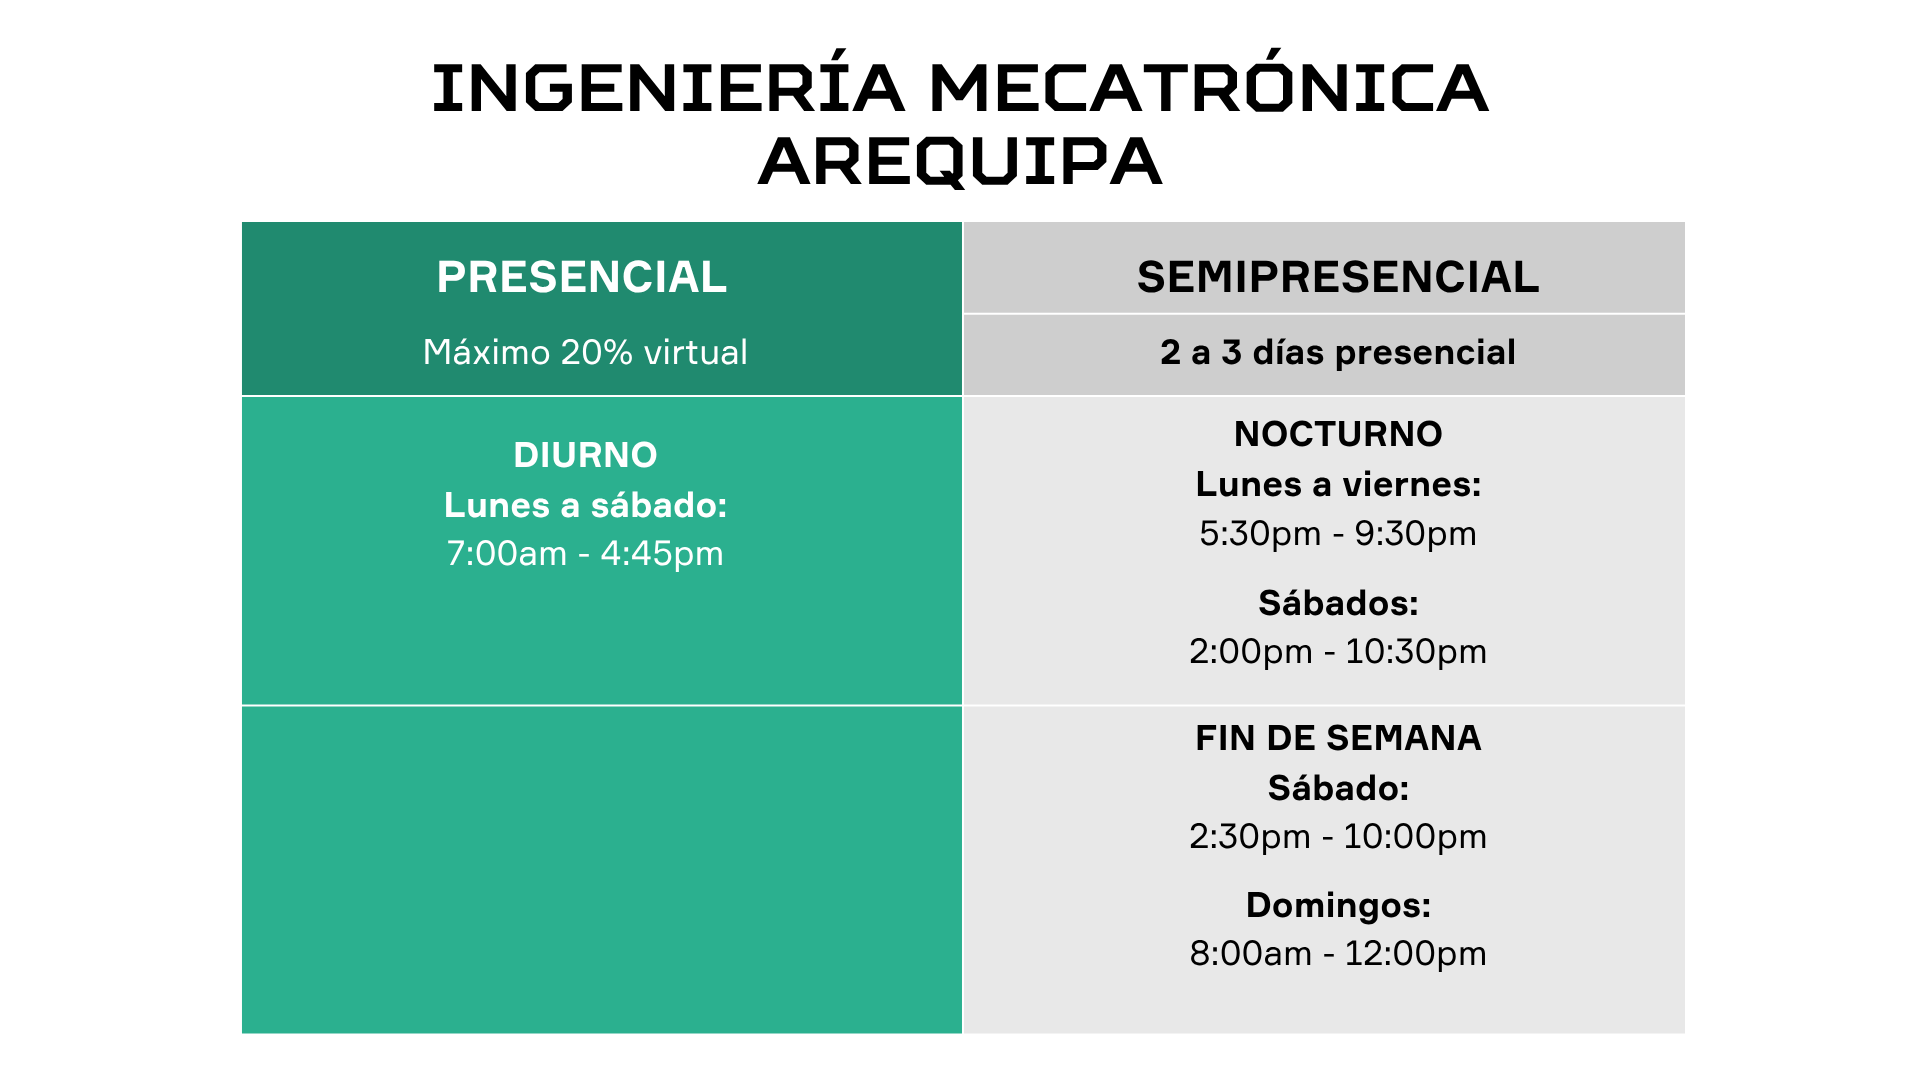 INGENIERÍA MECATRÓNICA
AREQUIPA
PRESENCIAL
Máximo 20% virtual
SEMIPRESENCIAL
2 a 3 días presencial
DIURNO
Lunes a sábado:
7:00am - 4:45pm
NOCTURNO
Lunes a viernes:
5:30pm - 9:30pm
Sábados:
2:00pm - 10:30pm
FIN DE SEMANA
Sábado:
2:30pm - 10:00pm
Domingos:
8:00am - 12:00pm